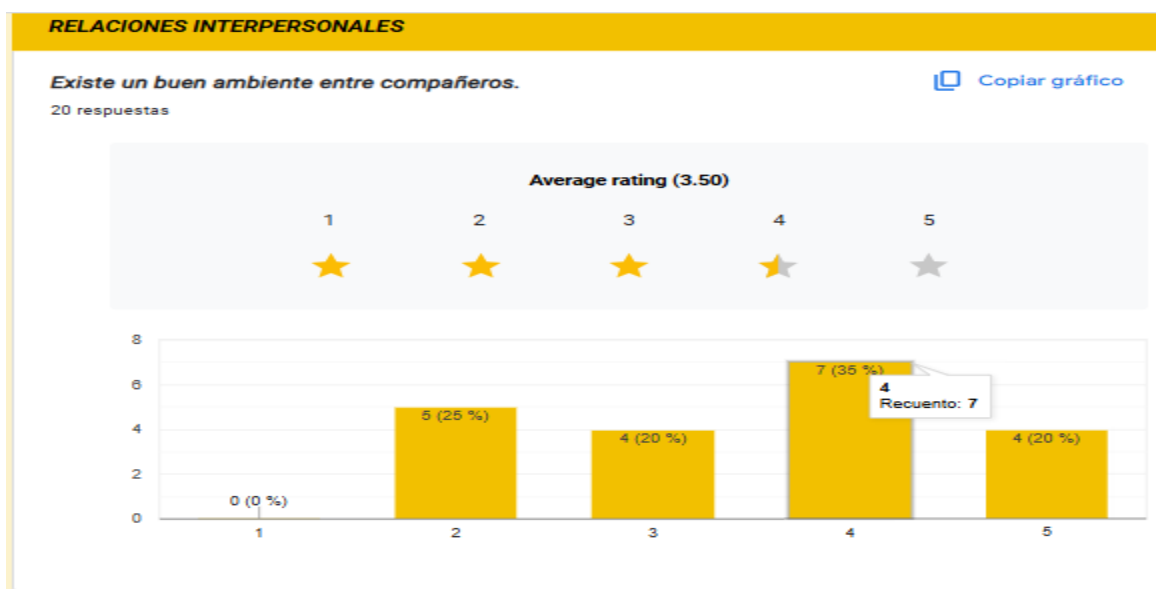 RELACIONES INTERPERSONALES
Existe un buen ambiente entre compañeros.
Copiar gráfico
20 respuestas
Average rating (3.50)
1 2 3 4 5
8
6
4
2
0
0 (0 %)
5 (25 %)
4 (20 %)
7 (35 %)
4 (20 %)
4
Recuento: 7
1 2 3 4 5